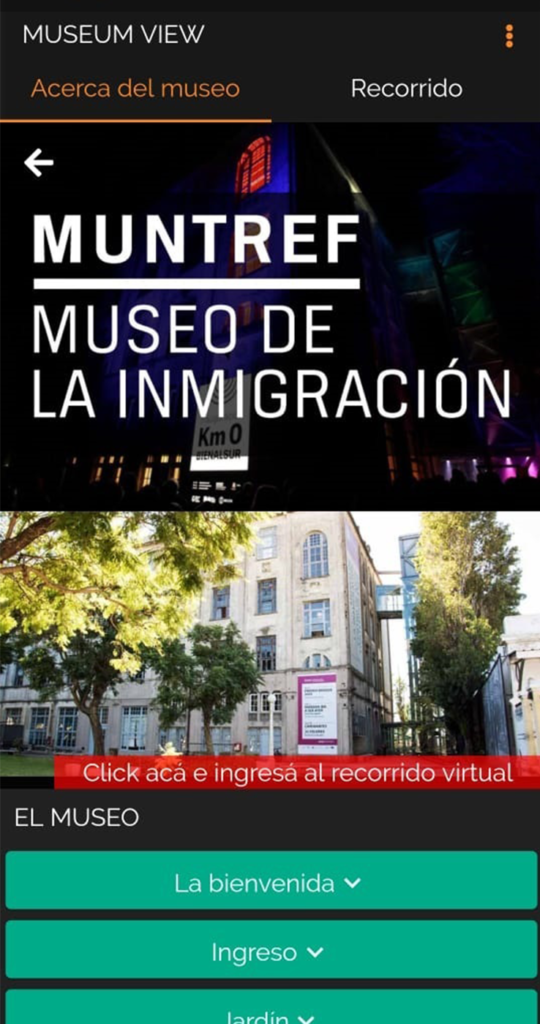 MUSEUM VIEW
Acerca del museo
Recorrido
MUNTREF
MUSEO DE
LA INMIGRACIÓN
Km 0
BIENALSUR
Click acá e ingresá al recorrido virtual
EL MUSEO
La bienvenida
Ingreso
Jardín